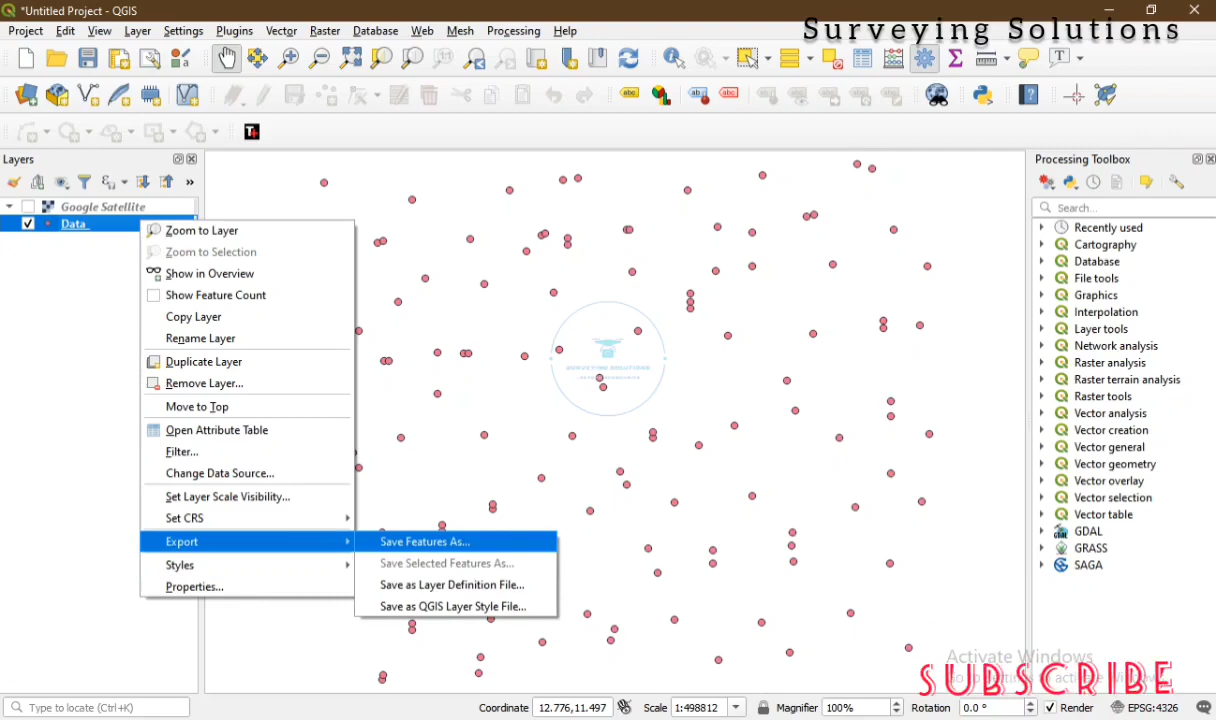 *Untitled Project - QGIS
Project Edit View Layer Settings Plugins Vector Raster Database Web Mesh Processing Help
Surveying Solutions
Layers
Google Satellite
Data_
Zoom to Layer
Zoom to Selection
Show in Overview
Show Feature Count
Copy Layer
Rename Layer
Duplicate Layer
Remove Layer...
Move to Top
Open Attribute Table
Filter...
Change Data Source...
Set Layer Scale Visibility...
Set CRS
Export
Styles
Properties...
Save Features As...
Save Selected Features As...
Save as Layer Definition File...
Save as QGIS Layer Style File...
SURVEYING SOLUTIONS
Processing Toolbox
Search...
Recently used
Cartography
Database
File tools
Graphics
Interpolation
Layer tools
Network analysis
Raster analysis
Raster terrain analysis
Raster tools
Vector analysis
Vector creation
Vector general
Vector geometry
Vector overlay
Vector selection
Vector table
GDAL
GRASS
SAGA
Activate Windows
SUBSCRIBE
Type to locate (Ctrl+K)
Coordinate 12.776,11.497 Scale 1:498812 Magnifier 100% Rotation 0.0 ° Render EPSG:4326